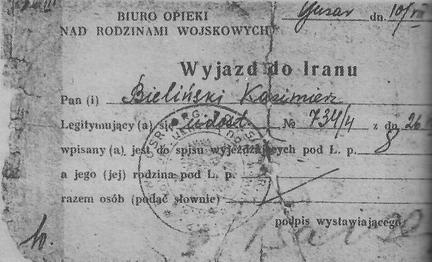 BIURO OPIEKI
NAD RODZINAMI WOJSKOWYCH
Guzar dn. 10/VIII
Wyjazd do Iranu
Pan (i) Bieliński Kazimierz
Legitymujący (a) się udost № 734/4 z dn 26
wpisany (a) jest do spisu wyjeżdżających pod L. p. 8
a jego (jej) rodzina pod L. p.
razem osób (podać słownie)
podpis wystawiającego